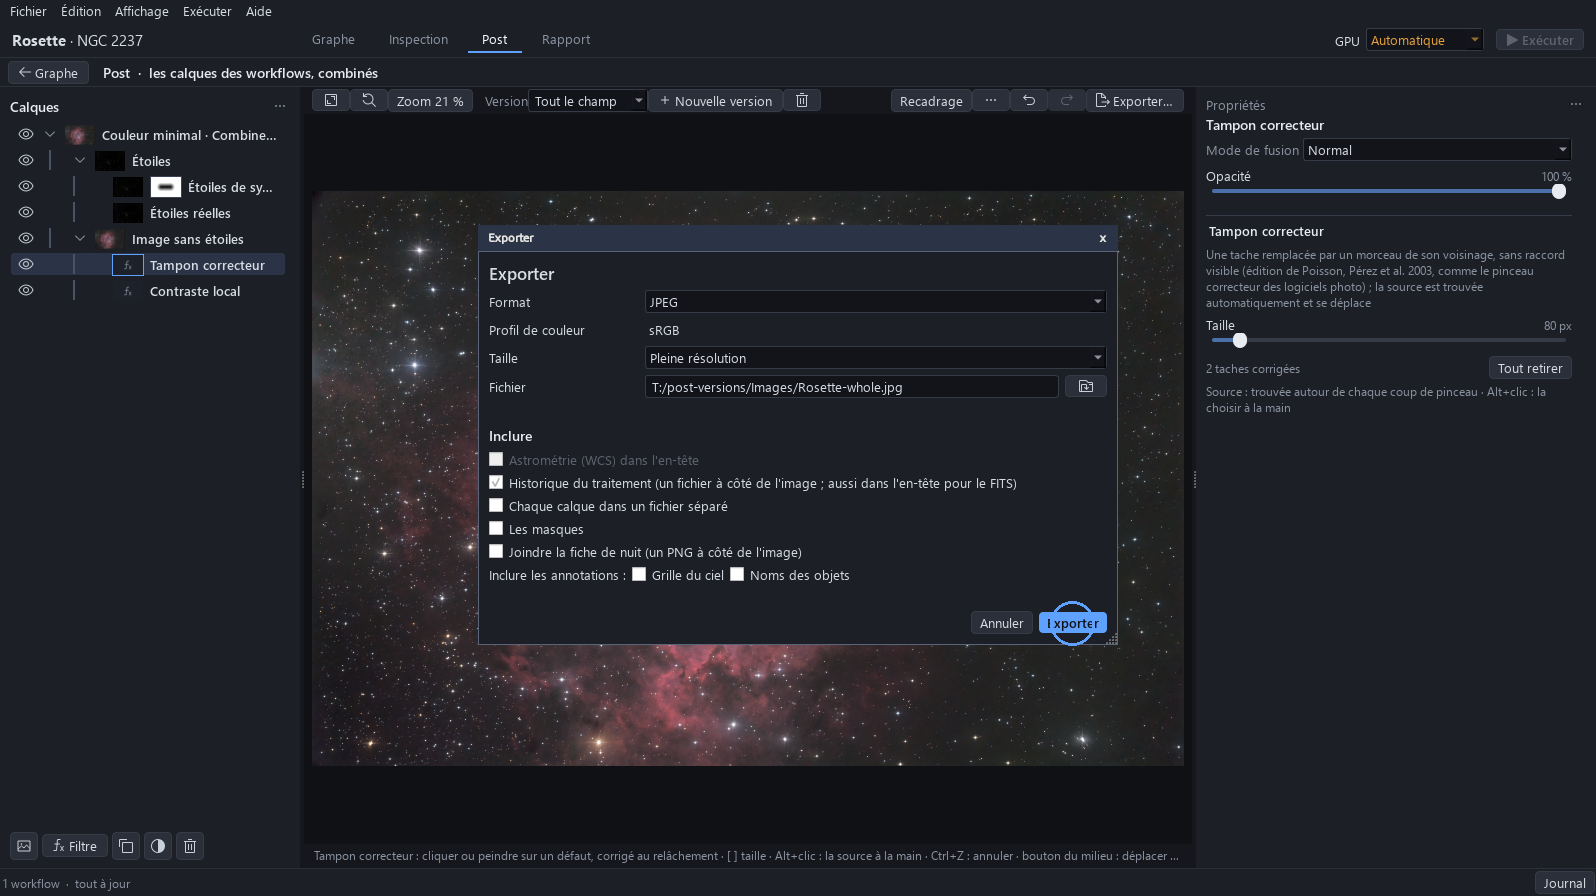 Fichier Édition Affichage Exécuter Aide
Rosette · NGC 2237
Graphe Inspection Post Rapport
GPU Automatique Exécuter
Graphe Post · les calques des workflows, combinés
Calques ...
Couleur minimal · Combine...
Étoiles
Étoiles de sy...
Étoiles réelles
Image sans étoiles
fx Tampon correcteur
fx Contraste local
fx Filtre
Zoom 21 % Version Tout le champ + Nouvelle version Recadrage ... Exporter...
Exporter x
Exporter
Format JPEG
Profil de couleur sRGB
Taille Pleine résolution
Fichier T:/post-versions/Images/Rosette-whole.jpg
Inclure
Astrométrie (WCS) dans l'en-tête
Historique du traitement (un fichier à côté de l'image ; aussi dans l'en-tête pour le FITS)
Chaque calque dans un fichier séparé
Les masques
Joindre la fiche de nuit (un PNG à côté de l'image)
Inclure les annotations : Grille du ciel Noms des objets
Annuler Exporter
Tampon correcteur : cliquer ou peindre sur un défaut, corrigé au relâchement · [ ] taille · Alt+clic : la source à la main · Ctrl+Z : annuler · bouton du milieu : déplacer ...
Propriétés ...
Tampon correcteur
Mode de fusion Normal
Opacité 100 %
Tampon correcteur
Une tache remplacée par un morceau de son voisinage, sans raccord
visible (édition de Poisson, Pérez et al. 2003, comme le pinceau
correcteur des logiciels photo) ; la source est trouvée
automatiquement et se déplace
Taille 80 px
2 taches corrigées Tout retirer
Source : trouvée autour de chaque coup de pinceau · Alt+clic : la
choisir à la main
1 workflow · tout à jour
Journal